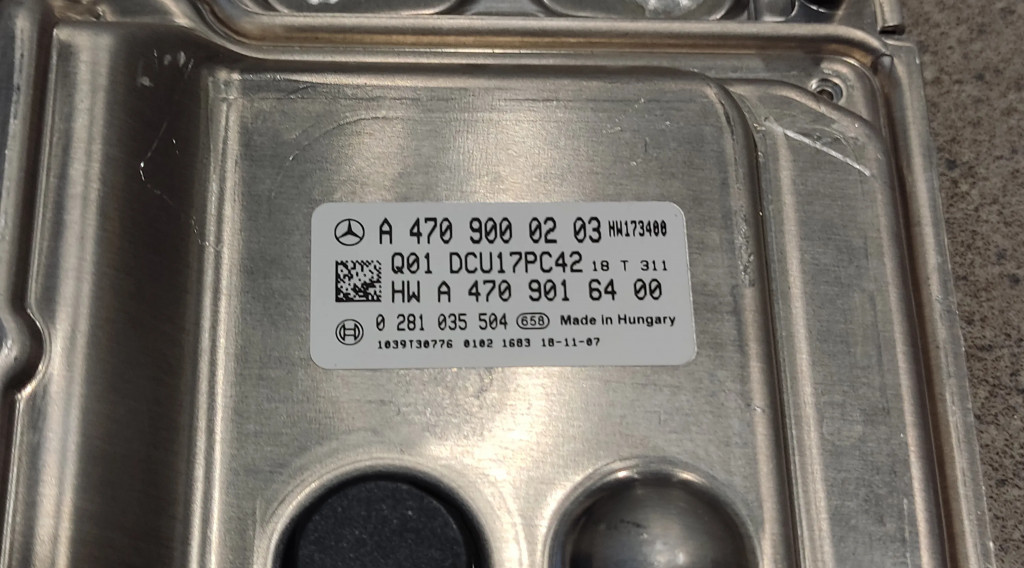 A 470 900 02 03 HW173400
Q01 DCU17PC42 18 T 311
HW A 470 901 64 00
0 281 035 504 658 Made in Hungary
1039T30776 0102 1683 18-11-07